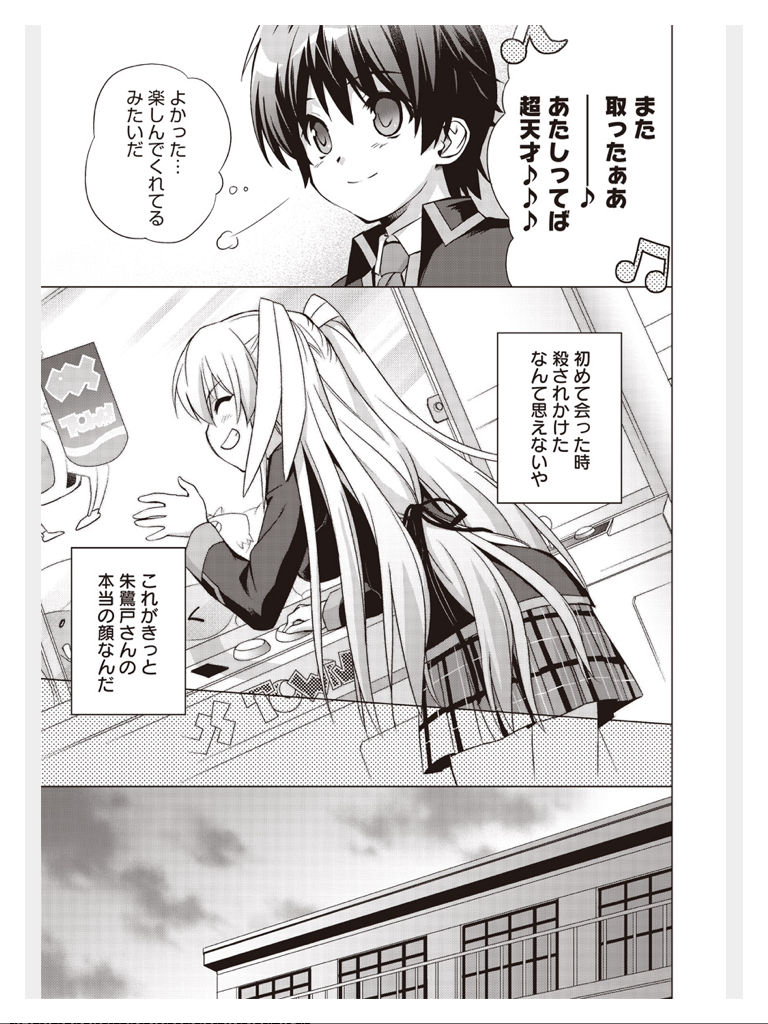 また
取ったぁあ
――――♪
あたしってば
超天才♪♪♪
よかった…
楽しんでくれてる
みたいだ
初めて会った時
殺されかけた
なんて思えないや
TOWN
これがきっと
朱鷺戸さんの
本当の顔なんだ
TOWN